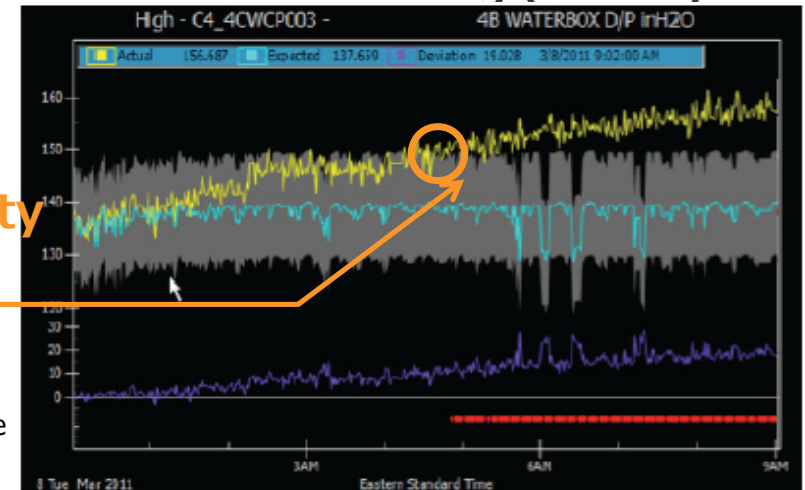 High - C4_4CWCP003 - 4B WATERBOX D/P inH2O
Actual 156.687 Expected 137.659 Deviation 19.028 3/8/2011 9:02:00 AM
160
150
ty
140
130
120
30
20
10
0
e
3AM 6AM 9AM
8 Tue Mar 2011 Eastern Standard Time